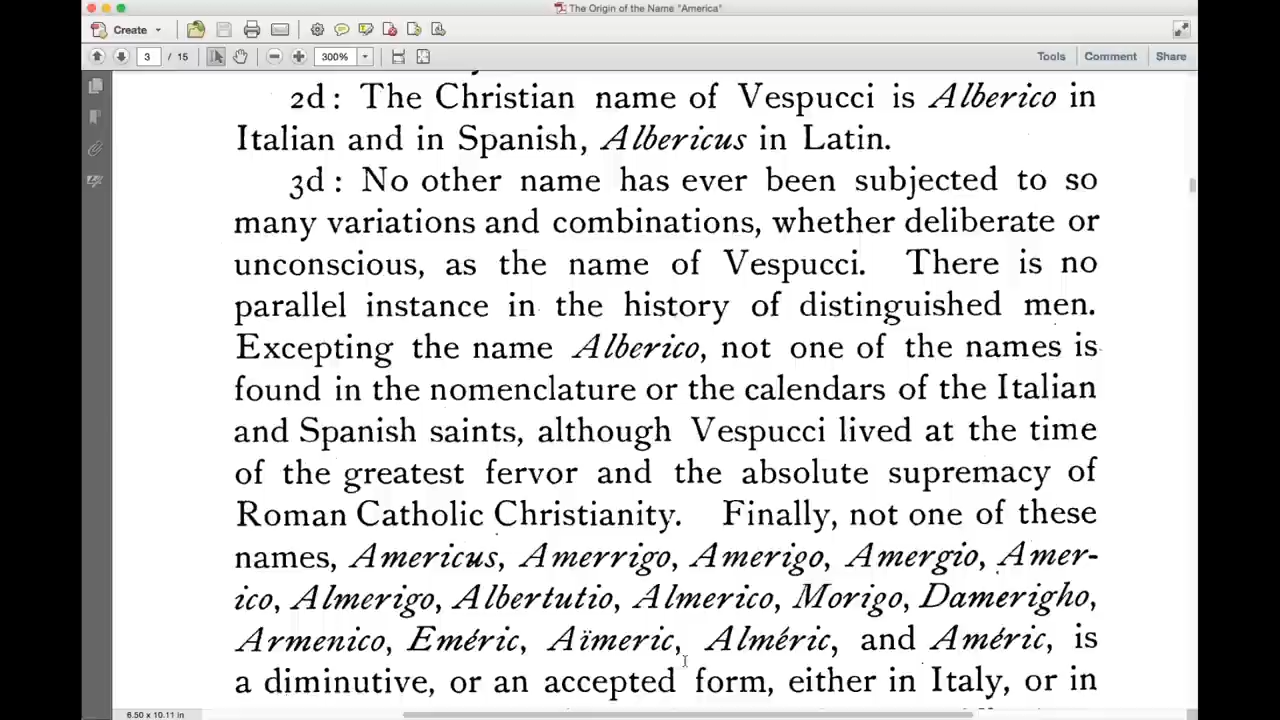 The Origin of the Name "America"
Create
3 / 15
300%
Tools Comment Share
2d: The Christian name of Vespucci is Alberico in
Italian and in Spanish, Albericus in Latin.
3d: No other name has ever been subjected to so
many variations and combinations, whether deliberate or
unconscious, as the name of Vespucci. There is no
parallel instance in the history of distinguished men.
Excepting the name Alberico, not one of the names is
found in the nomenclature or the calendars of the Italian
and Spanish saints, although Vespucci lived at the time
of the greatest fervor and the absolute supremacy of
Roman Catholic Christianity. Finally, not one of these
names, Americus, Amerrigo, Amerigo, Amergio, Amer-
ico, Almerigo, Albertutio, Almerico, Morigo, Damerigho,
Armenico, Eméric, Aïmeric, Alméric, and Améric, is
a diminutive, or an accepted form, either in Italy, or in
6.50 x 10.11 in